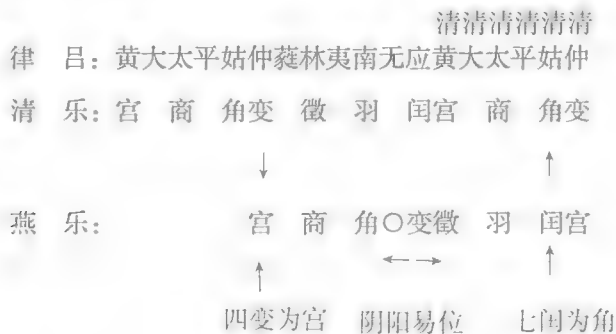 清清清清清清
律 吕：黄大太平姑仲蕤林夷南无应黄大太平姑仲
清 乐：宫 商 角变 徵 羽 闰宫 商 角变
↓ ↑
燕 乐： 宫 商 角○变徵 羽 闰宫
↑ ←→ ↑
四变为宫 阴阳易位 七闰为角